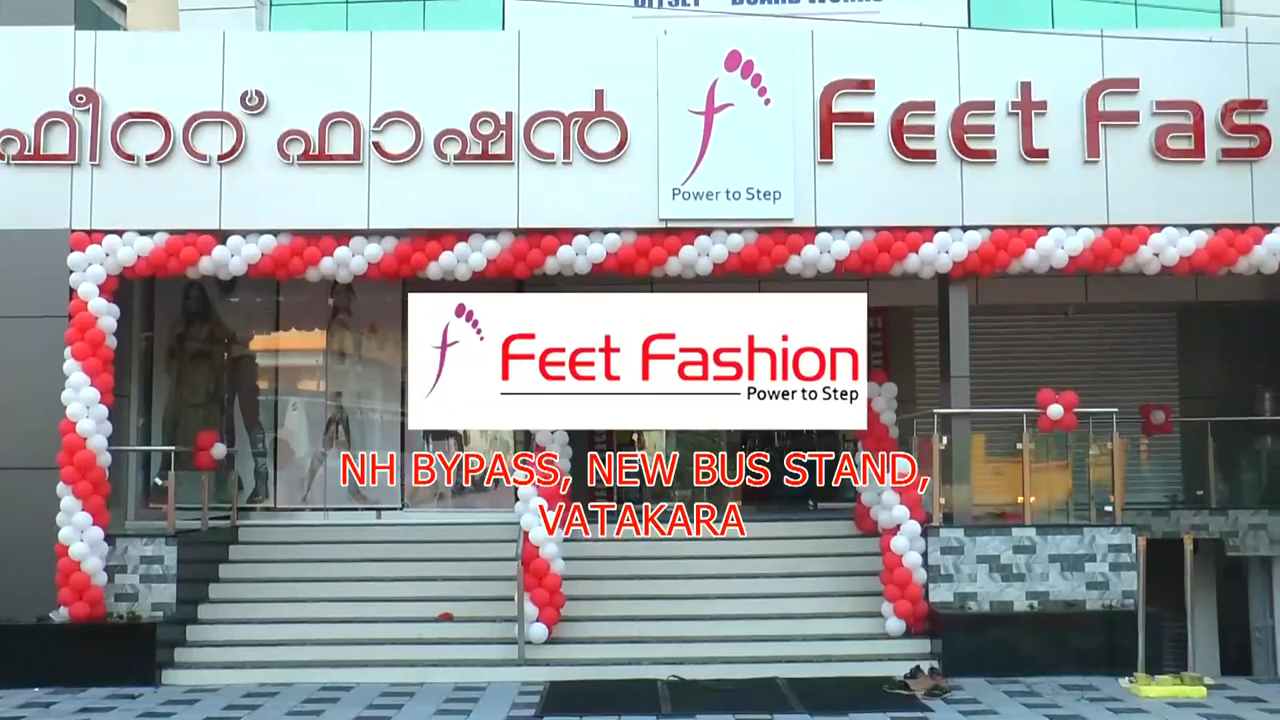 ഫീററ് ഫാഷൻ
Feet Fas
Power to Step
Feet Fashion
Power to Step
NH BYPASS, NEW BUS STAND,
VATAKARA